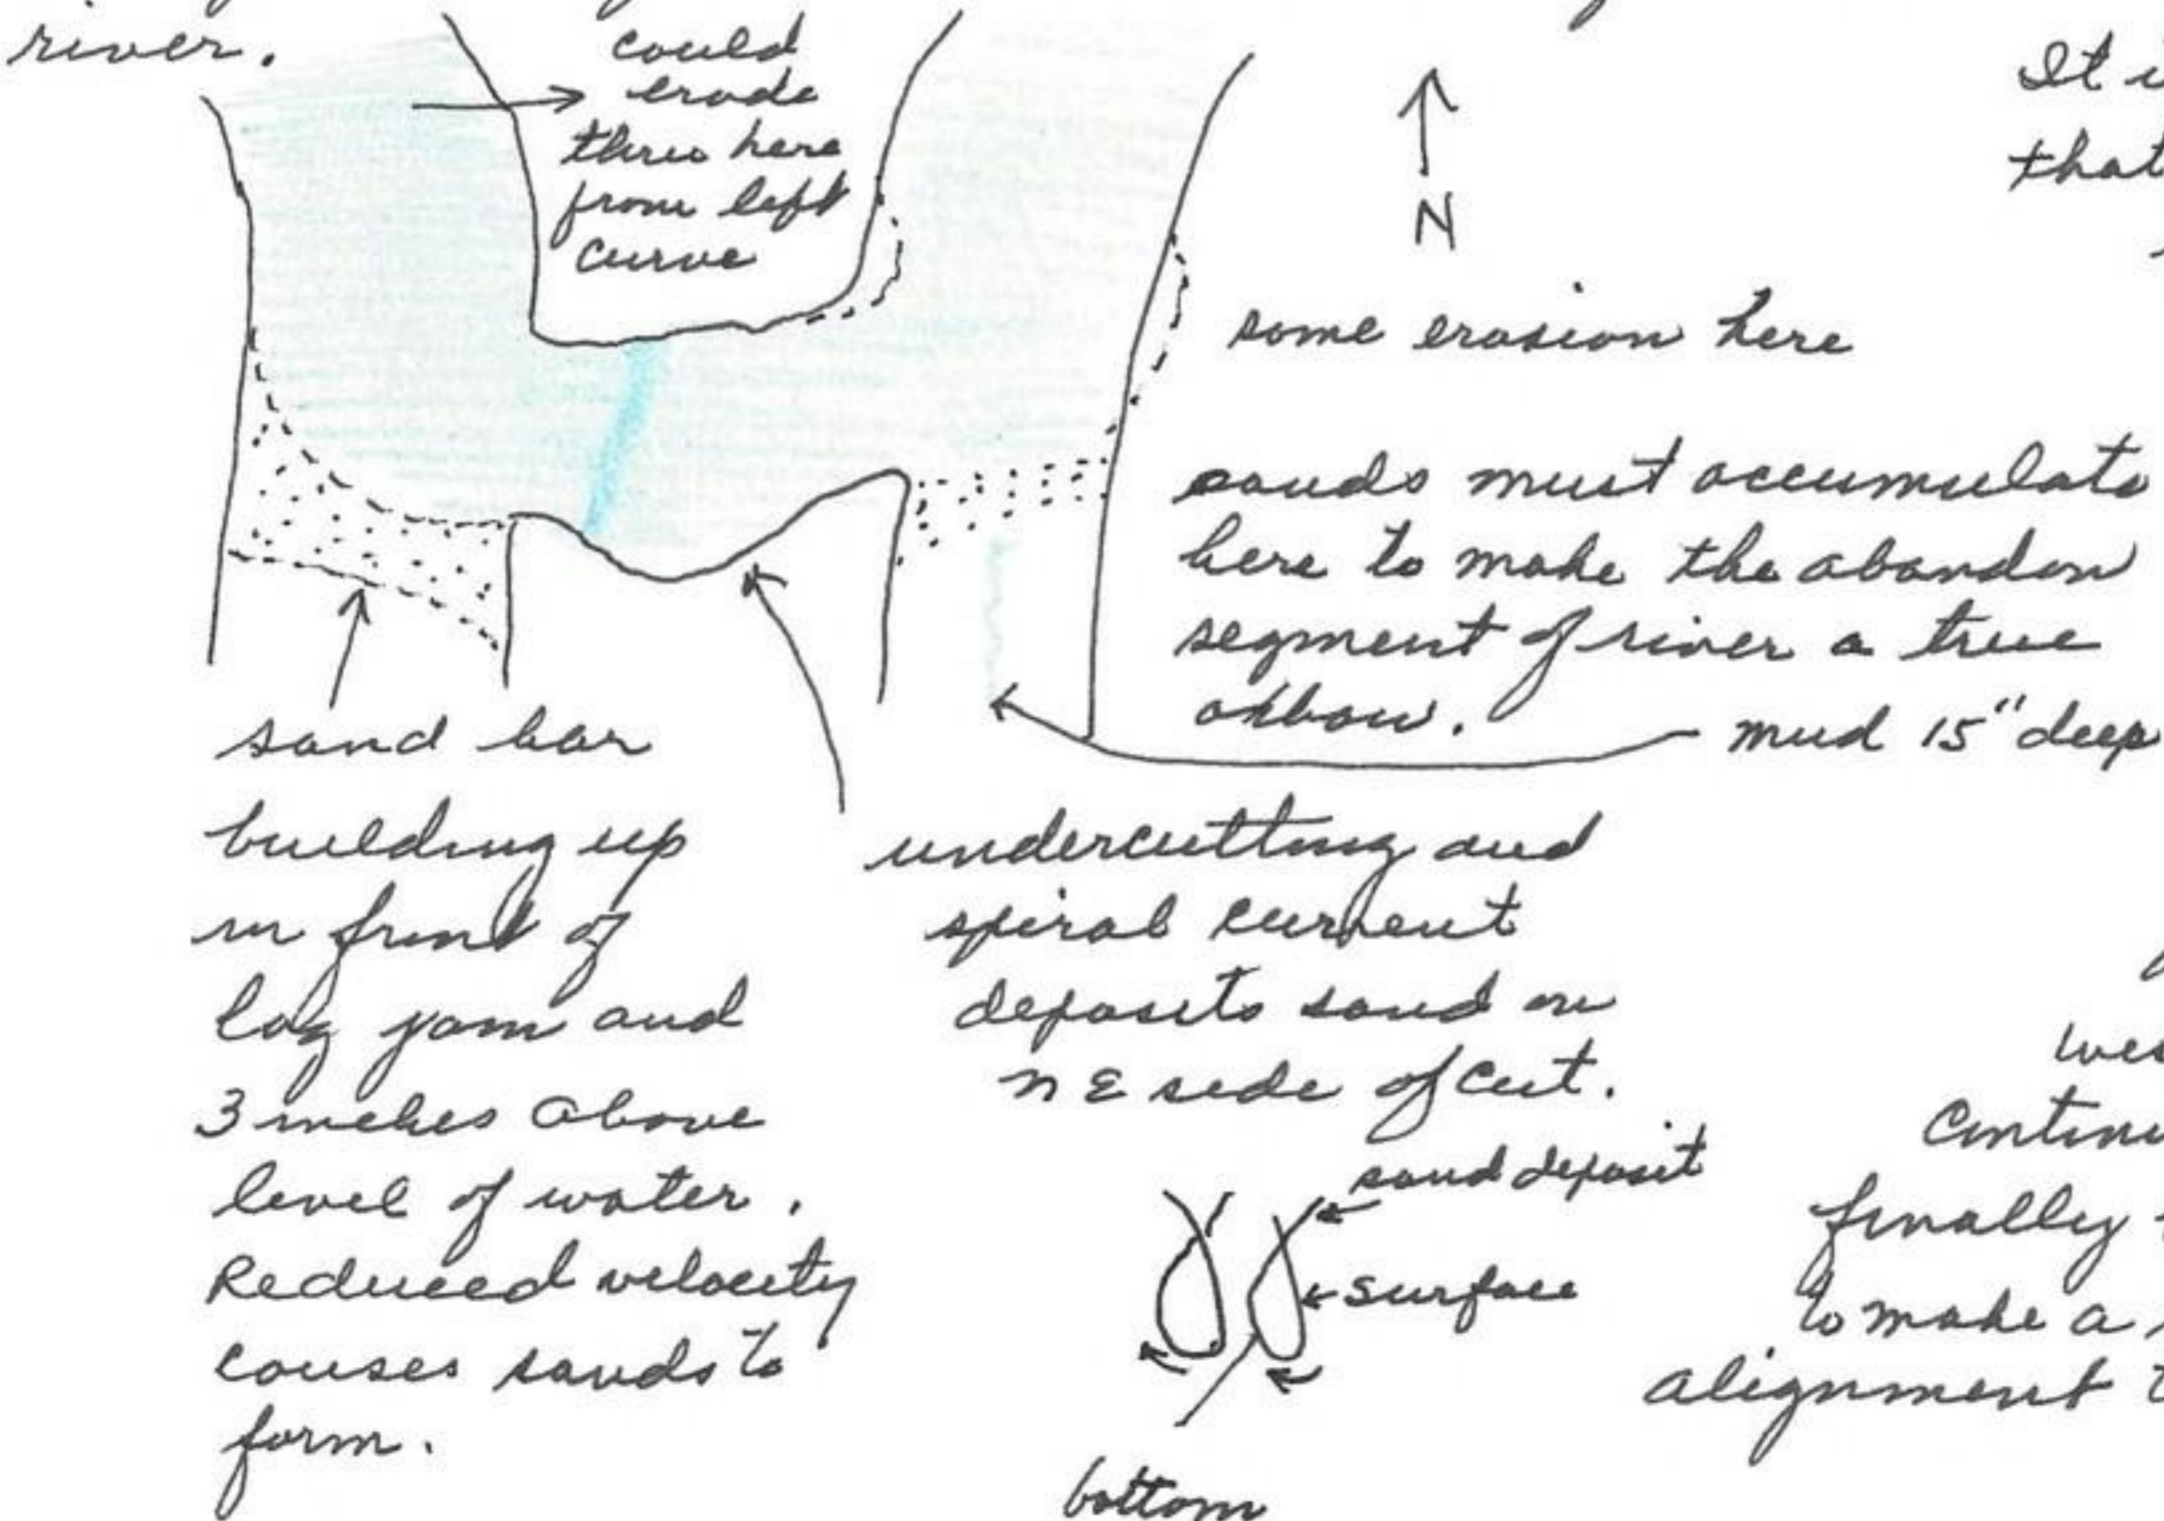 river.
could
erode
thru here
from left
curve
N
It
that
some erosion here
sands must accumulate
here to make the abandon
segment of river a true
oxbow.
mud 15" deep
sand bar
building up
in front of
log jam and
3 inches above
level of water.
Reduced velocity
causes sands to
form.
undercutting and
spiral current
deposits sand on
NE side of cut.
sand deposit
surface
bottom
finally
to make a
alignment